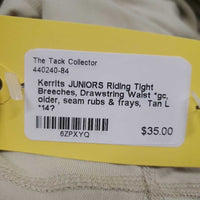 The Tack Collector
440240-84
Kerrits JUNIORS Riding Tight
Breeches, Drawstring Waist *gc,
older, seam rubs & frays, Tan L
*14?
6ZPXYQ
$35.00